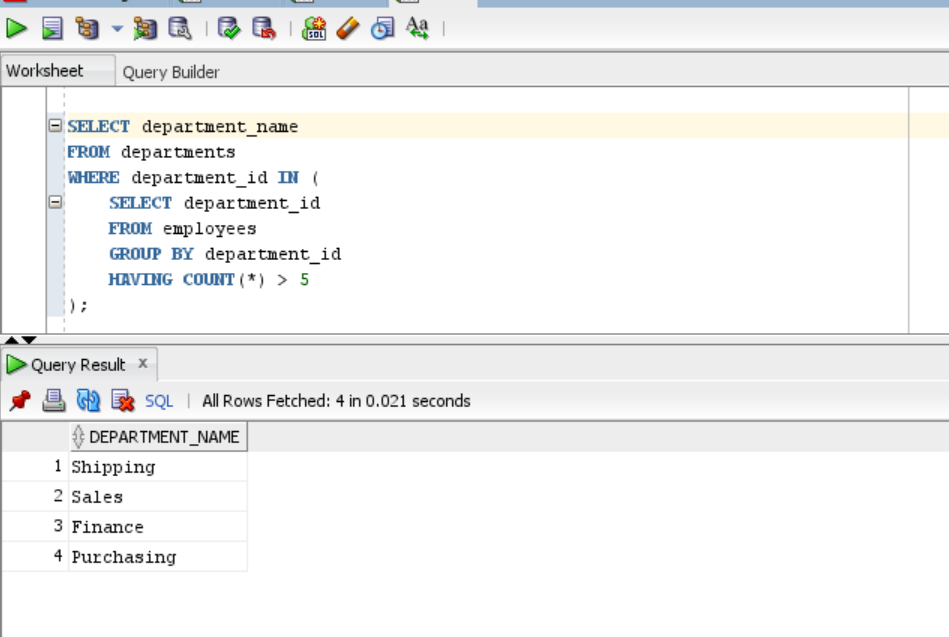 Worksheet
Query Builder
SELECT department_name
FROM departments
WHERE department_id IN (
SELECT department_id
FROM employees
GROUP BY department_id
HAVING COUNT(*) > 5
);
Query Result x
SQL | All Rows Fetched: 4 in 0.021 seconds
DEPARTMENT_NAME
1 Shipping
2 Sales
3 Finance
4 Purchasing